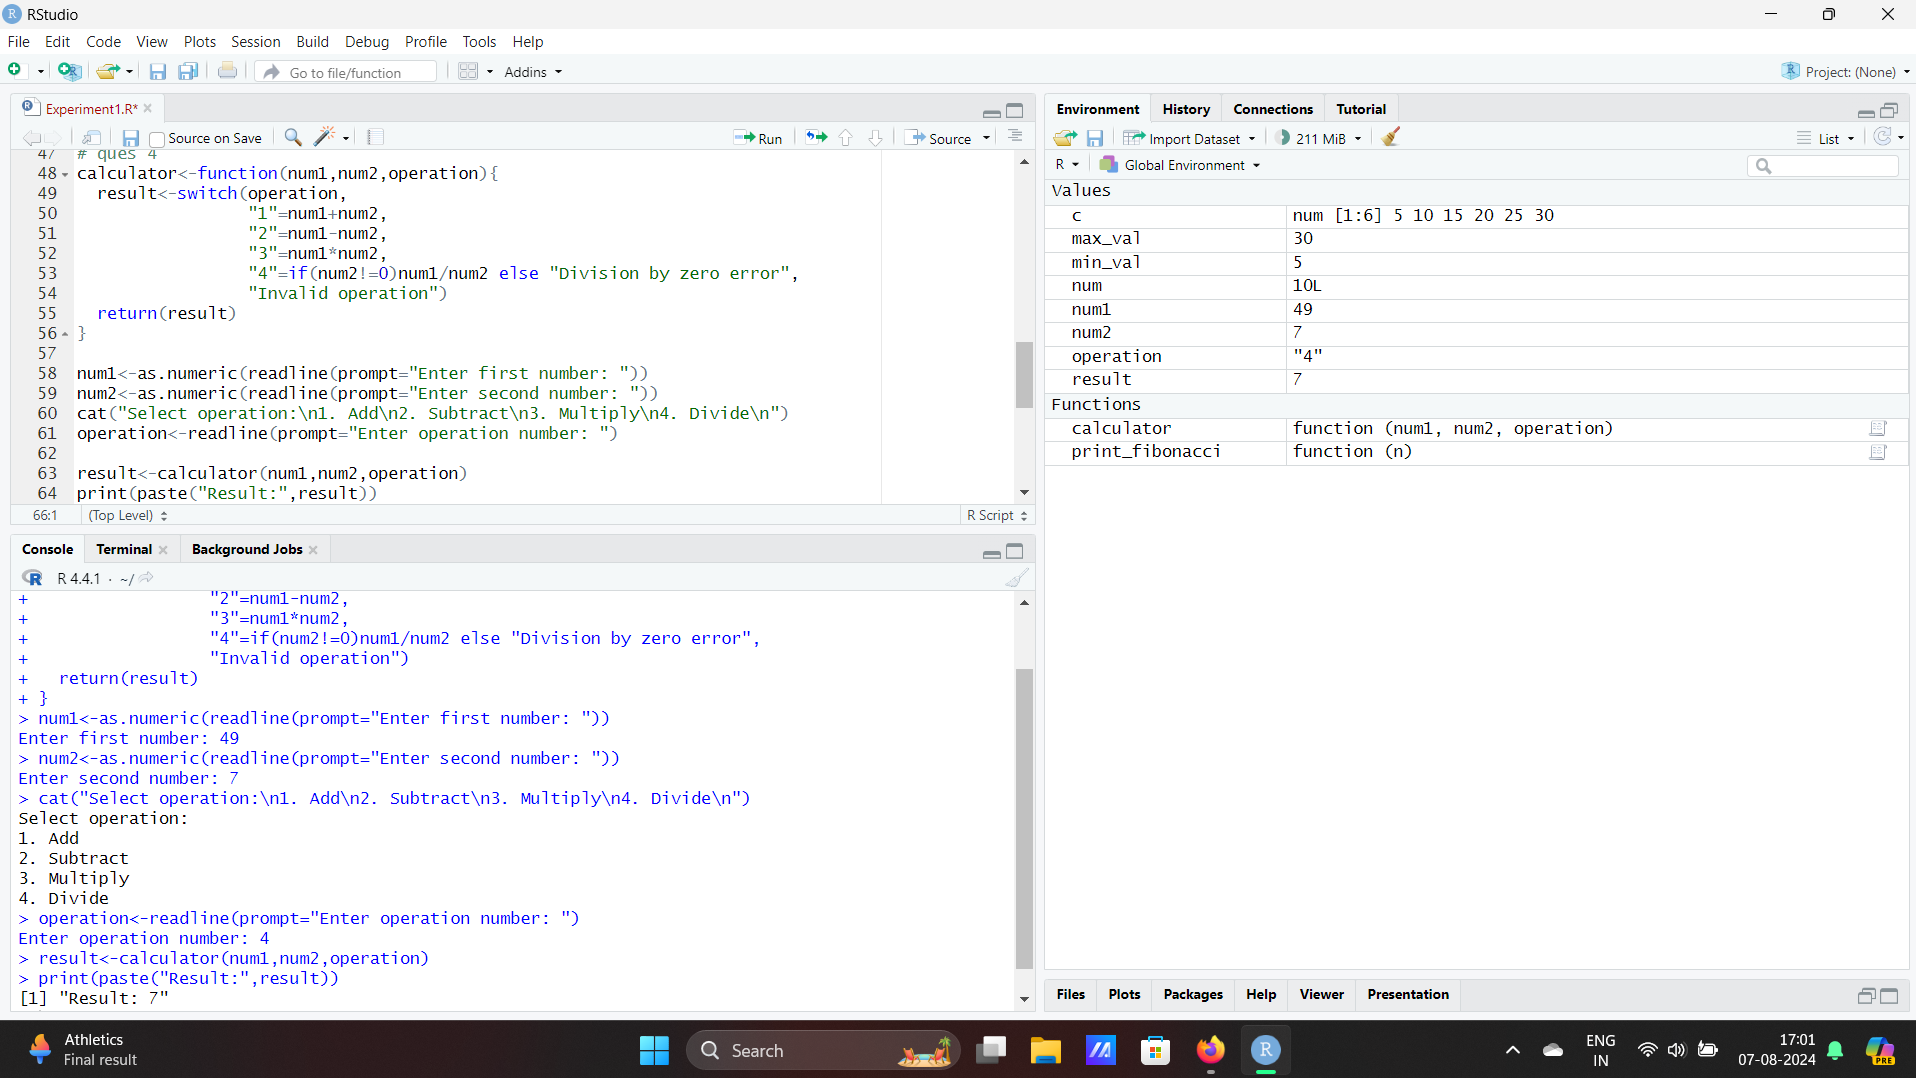 RStudio
File Edit Code View Plots Session Build Debug Profile Tools Help
Go to file/function Addins Project: (None)
Experiment1.R*
Source on Save Run Source
47 # ques 4
48 calculator<-function(num1,num2,operation){
49 result<-switch(operation,
50 "1"=num1+num2,
51 "2"=num1-num2,
52 "3"=num1*num2,
53 "4"=if(num2!=0)num1/num2 else "Division by zero error",
54 "Invalid operation")
55 return(result)
56 }
57
58 num1<-as.numeric(readline(prompt="Enter first number: "))
59 num2<-as.numeric(readline(prompt="Enter second number: "))
60 cat("Select operation:\n1. Add\n2. Subtract\n3. Multiply\n4. Divide\n")
61 operation<-readline(prompt="Enter operation number: ")
62
63 result<-calculator(num1,num2,operation)
64 print(paste("Result:",result))
66:1 (Top Level) R Script
Console Terminal Background Jobs
R 4.4.1 · ~/
+ "2"=num1-num2,
+ "3"=num1*num2,
+ "4"=if(num2!=0)num1/num2 else "Division by zero error",
+ "Invalid operation")
+ return(result)
+ }
> num1<-as.numeric(readline(prompt="Enter first number: "))
Enter first number: 49
> num2<-as.numeric(readline(prompt="Enter second number: "))
Enter second number: 7
> cat("Select operation:\n1. Add\n2. Subtract\n3. Multiply\n4. Divide\n")
Select operation:
1. Add
2. Subtract
3. Multiply
4. Divide
> operation<-readline(prompt="Enter operation number: ")
Enter operation number: 4
> result<-calculator(num1,num2,operation)
> print(paste("Result:",result))
[1] "Result: 7"
Environment History Connections Tutorial
Import Dataset 211 MiB List
R Global Environment
Values
c num [1:6] 5 10 15 20 25 30
max_val 30
min_val 5
num 10L
num1 49
num2 7
operation "4"
result 7
Functions
calculator function (num1, num2, operation)
print_fibonacci function (n)
Files Plots Packages Help Viewer Presentation
Athletics
Final result
Search
ENG
IN
17:01
07-08-2024
PRE